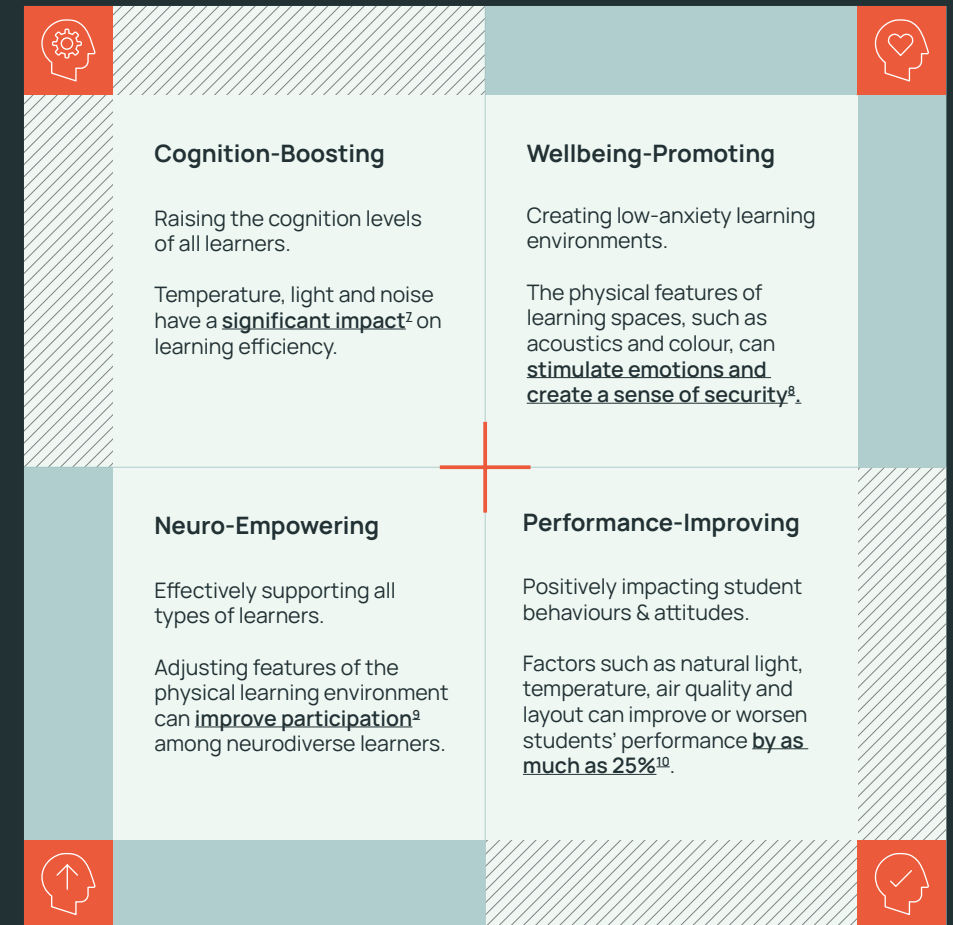 Cognition-Boosting
Raising the cognition levels
of all learners.
Temperature, light and noise
have a significant impact⁷ on
learning efficiency.
Wellbeing-Promoting
Creating low-anxiety learning
environments.
The physical features of
learning spaces, such as
acoustics and colour, can
stimulate emotions and
create a sense of security⁸.
Neuro-Empowering
Effectively supporting all
types of learners.
Adjusting features of the
physical learning environment
can improve participation⁹
among neurodiverse learners.
Performance-Improving
Positively impacting student
behaviours & attitudes.
Factors such as natural light,
temperature, air quality and
layout can improve or worsen
students’ performance by as
much as 25%¹⁰.